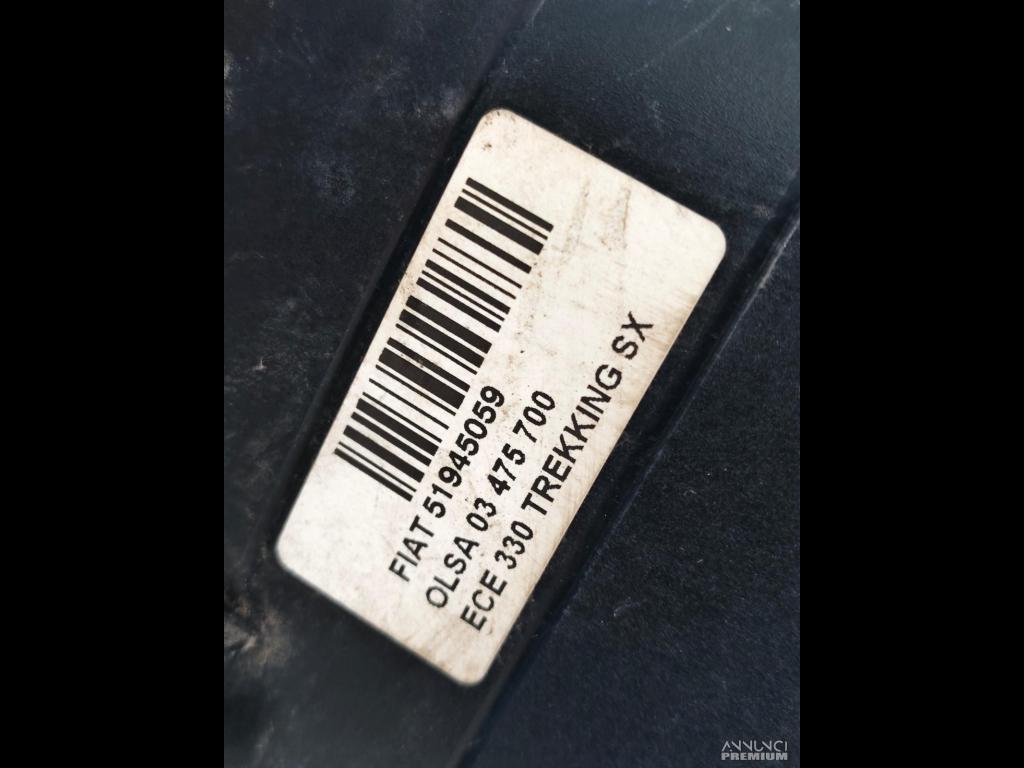 FIAT 51945059
OLSA 03 475 700
ECE 330 TREKKING SX
ANNUNCI
PREMIUM